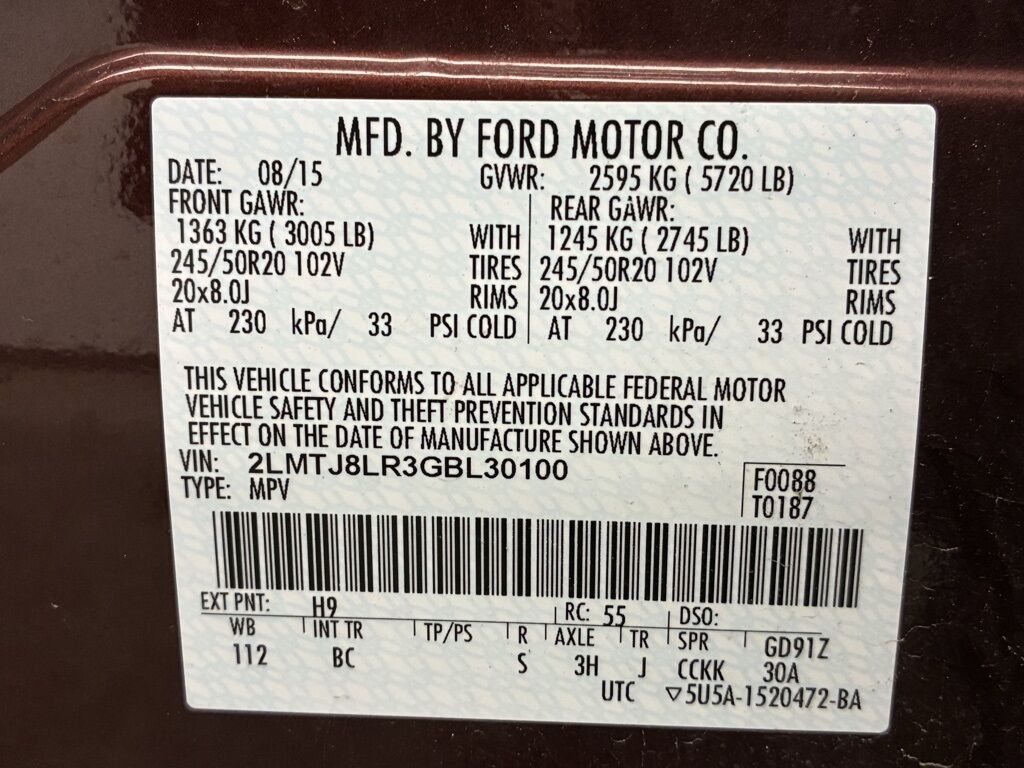 MFD. BY FORD MOTOR CO.
DATE: 08/15 GVWR: 2595 KG ( 5720 LB)
FRONT GAWR: REAR GAWR:
1363 KG ( 3005 LB) WITH 1245 KG ( 2745 LB) WITH
245/50R20 102V TIRES 245/50R20 102V TIRES
20x8.0J RIMS 20x8.0J RIMS
AT 230 kPa/ 33 PSI COLD AT 230 kPa/ 33 PSI COLD
THIS VEHICLE CONFORMS TO ALL APPLICABLE FEDERAL MOTOR
VEHICLE SAFETY AND THEFT PREVENTION STANDARDS IN
EFFECT ON THE DATE OF MANUFACTURE SHOWN ABOVE.
VIN: 2LMTJ8LR3GBL30100 F0088
TYPE: MPV T0187
EXT PNT: H9 RC: 55 DSO:
WB INT TR TP/PS R AXLE TR SPR GD91Z
112 BC S 3H J CCKK 30A
UTC ▽5U5A-1520472-BA